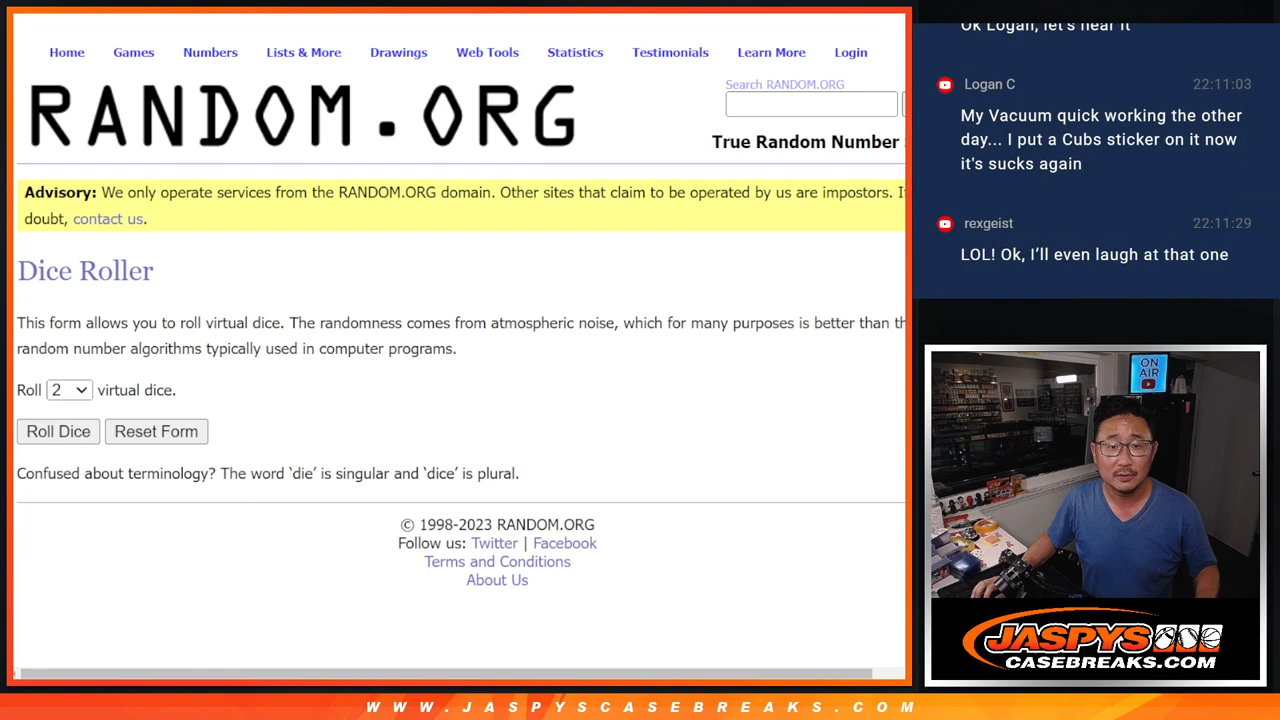 Home Games Numbers Lists & More Drawings Web Tools Statistics Testimonials Learn More Login
RANDOM.ORG
Search RANDOM.ORG
True Random Number
Advisory: We only operate services from the RANDOM.ORG domain. Other sites that claim to be operated by us are impostors.
doubt, contact us.
Dice Roller
This form allows you to roll virtual dice. The randomness comes from atmospheric noise, which for many purposes is better than
random number algorithms typically used in computer programs.
Roll 2 virtual dice.
Roll Dice Reset Form
Confused about terminology? The word ‘die’ is singular and ‘dice’ is plural.
© 1998-2023 RANDOM.ORG
Follow us: Twitter | Facebook
Terms and Conditions
About Us
Ok Logan, let's hear it
Logan C 22:11:03
My Vacuum quick working the other
day... I put a Cubs sticker on it now
it's sucks again
rexgeist 22:11:29
LOL! Ok, I’ll even laugh at that one
ON
AIR
JASPYS
CASEBREAKS.COM
WWW.JASPYSCASEBREAKS.COM